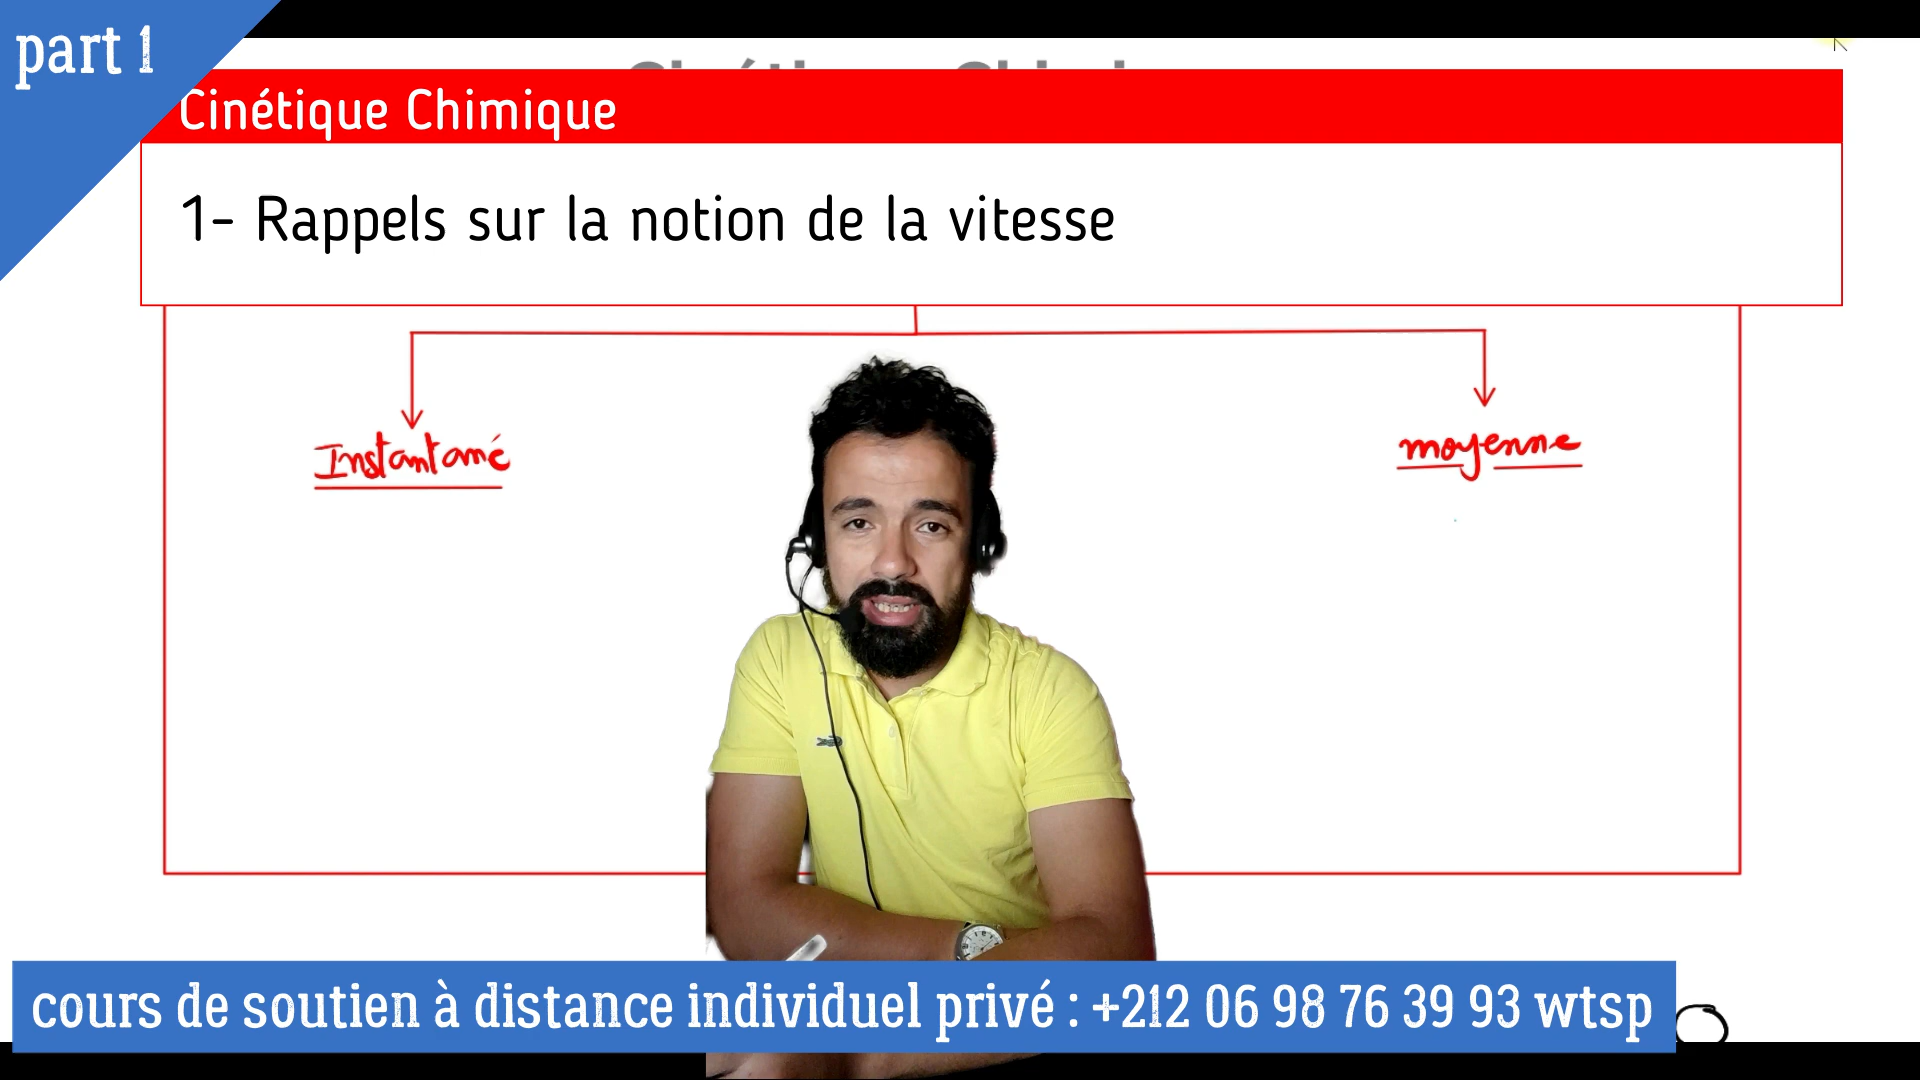 part 1
Cinétique Chimique
1- Rappels sur la notion de la vitesse
Instantané
moyenne
cours de soutien à distance individuel privé : +212 06 98 76 39 93 wtsp